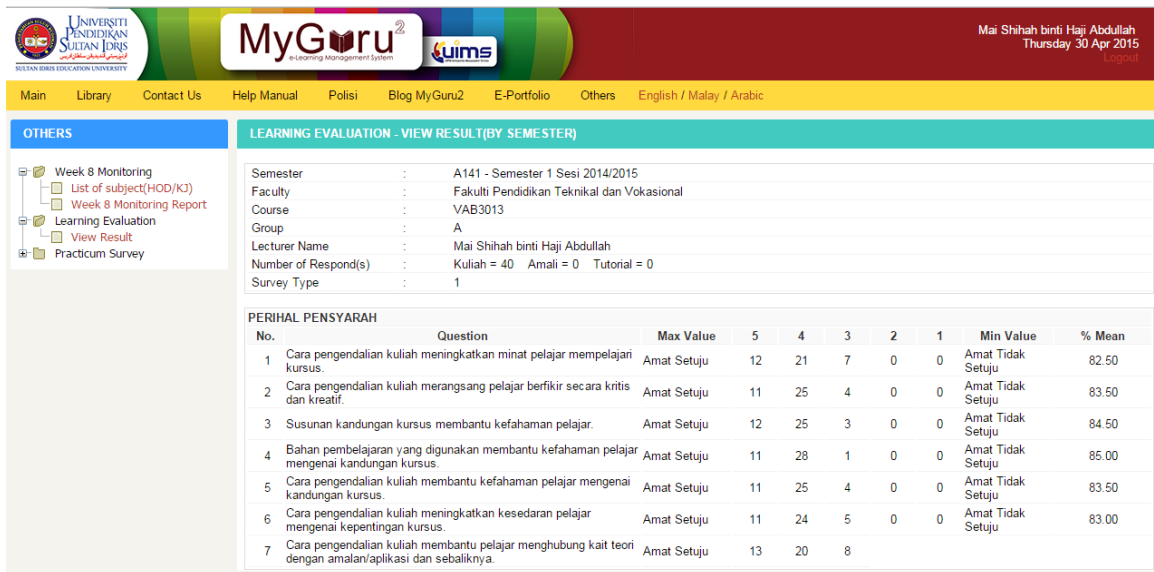 UNIVERSITI
PENDIDIKAN
SULTAN IDRIS
SULTAN IDRIS EDUCATION UNIVERSITY
MyGuru2
e-Learning Management System
uims
Mai Shihah binti Haji Abdullah
Thursday 30 Apr 2015
Logout
Main Library Contact Us Help Manual Polisi Blog MyGuru2 E-Portfolio Others English / Malay / Arabic
OTHERS
Week 8 Monitoring
List of subject(HOD/KJ)
Week 8 Monitoring Report
Learning Evaluation
View Result
Practicum Survey
LEARNING EVALUATION - VIEW RESULT(BY SEMESTER)
Semester : A141 - Semester 1 Sesi 2014/2015
Faculty : Fakulti Pendidikan Teknikal dan Vokasional
Course : VAB3013
Group : A
Lecturer Name : Mai Shihah binti Haji Abdullah
Number of Respond(s) : Kuliah = 40 Amali = 0 Tutorial = 0
Survey Type : 1
PERIHAL PENSYARAH
No. Question Max Value 5 4 3 2 1 Min Value % Mean
1 Cara pengendalian kuliah meningkatkan minat pelajar mempelajari
kursus. Amat Setuju 12 21 7 0 0 Amat Tidak
Setuju 82.50
2 Cara pengendalian kuliah merangsang pelajar berfikir secara kritis
dan kreatif. Amat Setuju 11 25 4 0 0 Amat Tidak
Setuju 83.50
3 Susunan kandungan kursus membantu kefahaman pelajar. Amat Setuju 12 25 3 0 0 Amat Tidak
Setuju 84.50
4 Bahan pembelajaran yang digunakan membantu kefahaman pelajar
mengenai kandungan kursus. Amat Setuju 11 28 1 0 0 Amat Tidak
Setuju 85.00
5 Cara pengendalian kuliah membantu kefahaman pelajar mengenai
kandungan kursus. Amat Setuju 11 25 4 0 0 Amat Tidak
Setuju 83.50
6 Cara pengendalian kuliah meningkatkan kesedaran pelajar
mengenai kepentingan kursus. Amat Setuju 11 24 5 0 0 Amat Tidak
Setuju 83.00
7 Cara pengendalian kuliah membantu pelajar menghubung kait teori
dengan amalan/aplikasi dan sebaliknya. Amat Setuju 13 20 8